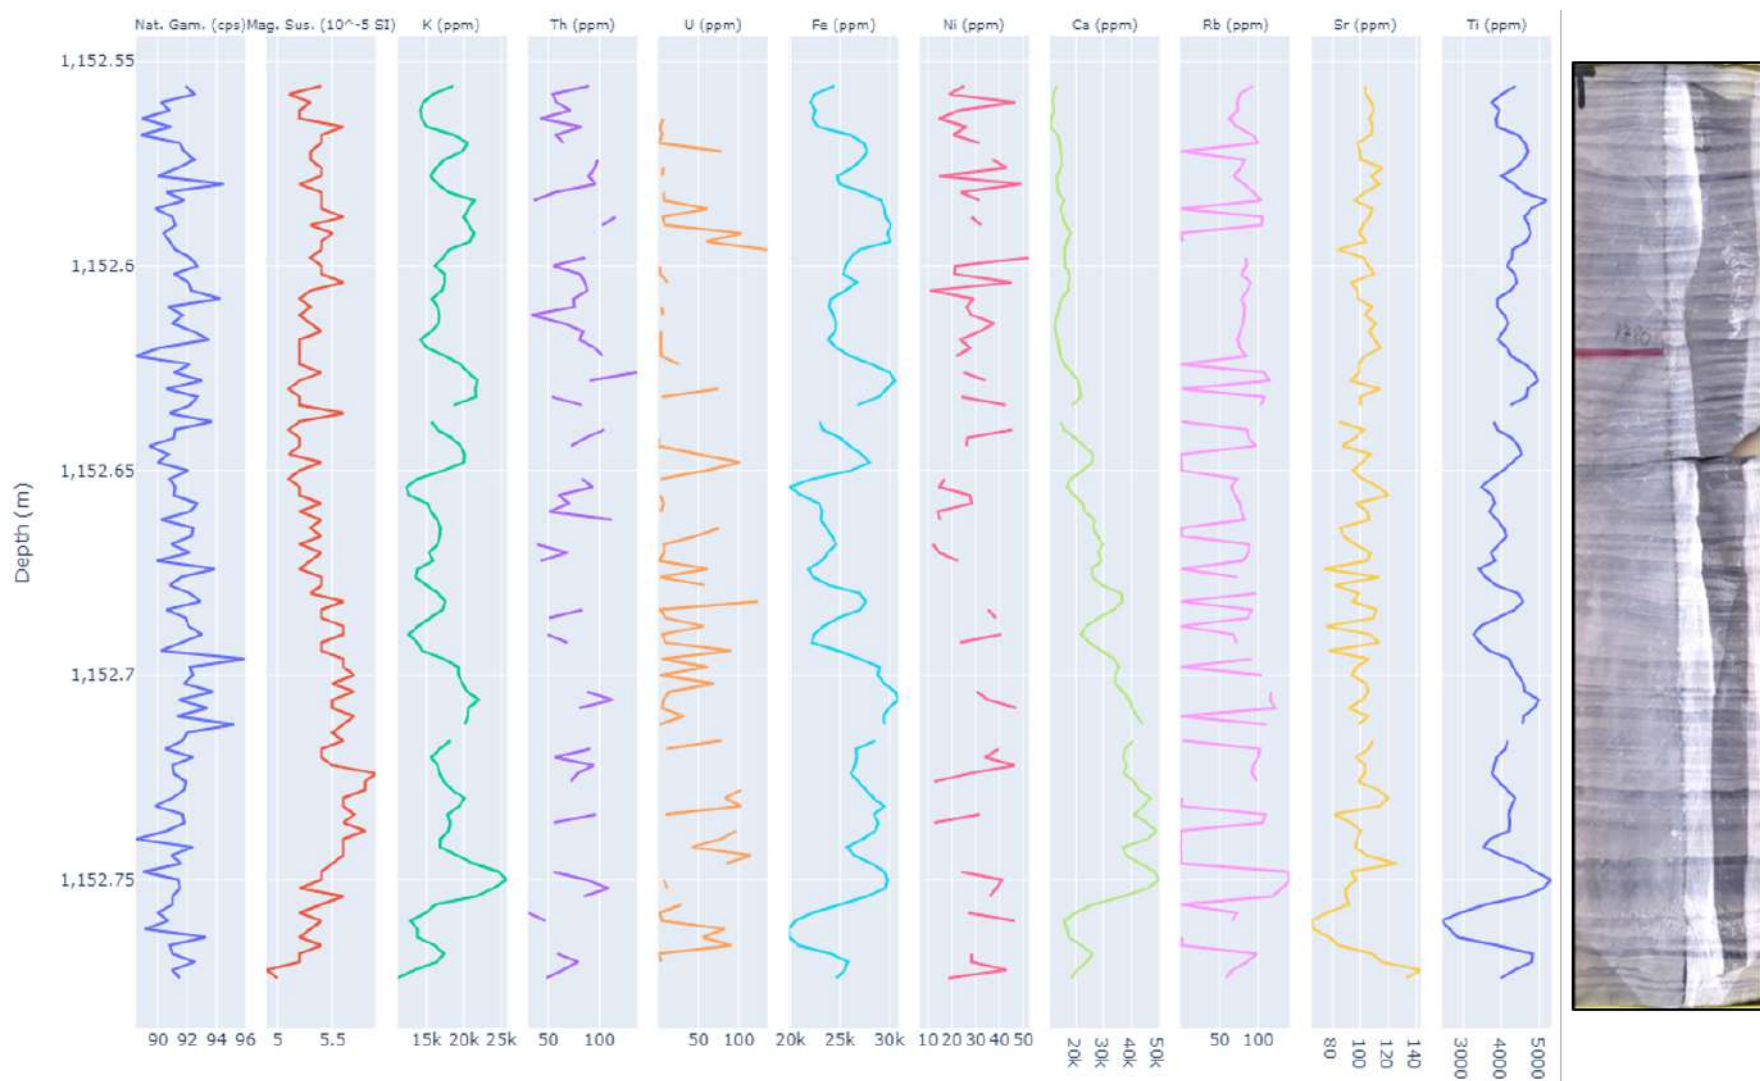 Nat. Gam. (cps) Mag. Sus. (10^-5 SI) K (ppm) Th (ppm) U (ppm) Fe (ppm) Ni (ppm) Ca (ppm) Rb (ppm) Sr (ppm) Ti (ppm)
1,152.55
1,152.6
1,152.65
1,152.7
1,152.75
Depth (m)
90 92 94 96 5 5.5 15k 20k 25k 50 100 50 100 20k 25k 30k 10 20 30 40 50 20k 30k 40k 50k 50 100 80 100 120 140 3000 4000 5000